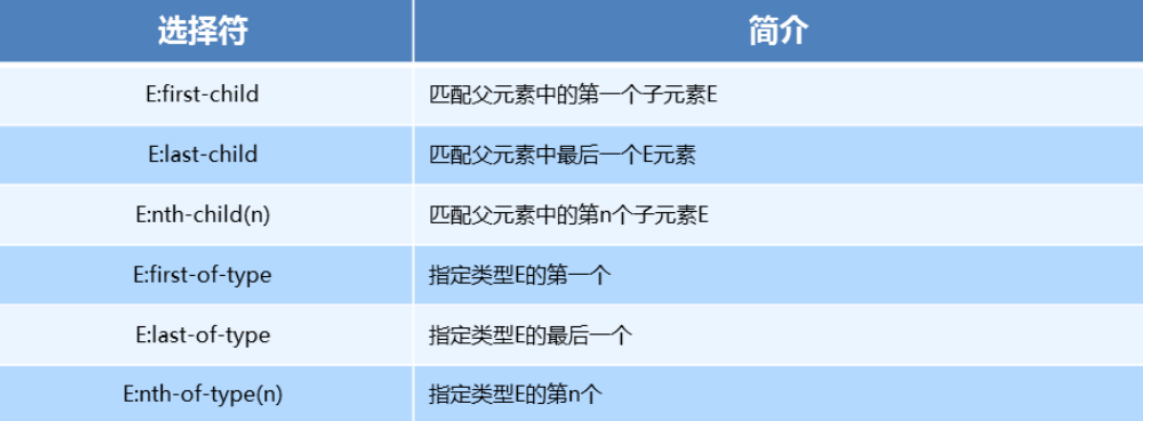 选择符 简介
E:first-child 匹配父元素中的第一个子元素E
E:last-child 匹配父元素中最后一个E元素
E:nth-child(n) 匹配父元素中的第n个子元素E
E:first-of-type 指定类型E的第一个
E:last-of-type 指定类型E的最后一个
E:nth-of-type(n) 指定类型E的第n个